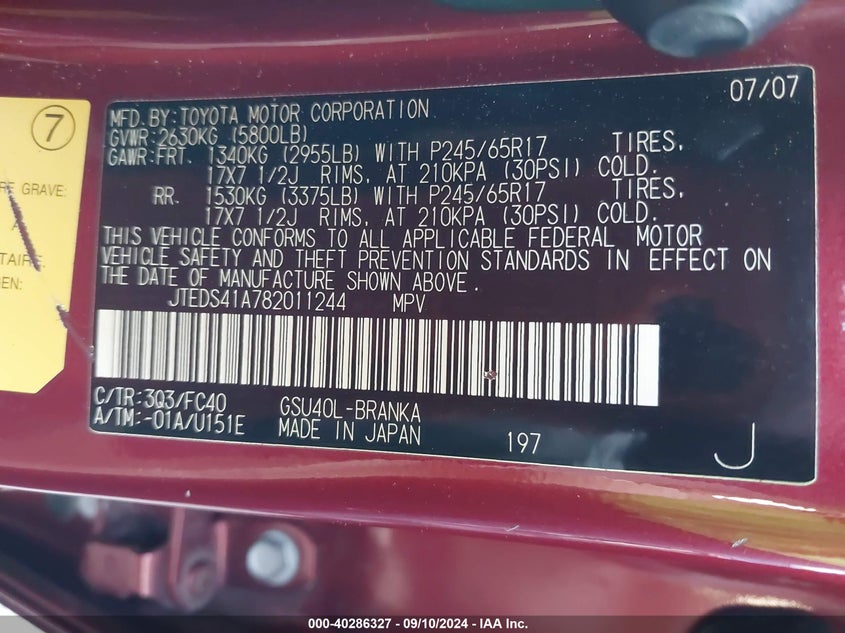 07/07
MFD. BY: TOYOTA MOTOR CORPORATION
GVWR: 2630KG (5800LB)
GAWR: FRT. 1340KG (2955LB) WITH P245/65R17 TIRES,
17X7 1/2J RIMS, AT 210KPA (30PSI) COLD.
RR. 1530KG (3375LB) WITH P245/65R17 TIRES,
17X7 1/2J RIMS, AT 210KPA (30PSI) COLD.
THIS VEHICLE CONFORMS TO ALL APPLICABLE FEDERAL MOTOR
VEHICLE SAFETY AND THEFT PREVENTION STANDARDS IN EFFECT ON
THE DATE OF MANUFACTURE SHOWN ABOVE.
JTEDS41A782011244 MPV
C/TR: 3Q3/FC40 GSU40L-BRANKA
A/TM: -01A/U151E MADE IN JAPAN 197
J
7
RE GRAVE:
A
TAIRE.
GEN:
000-40286327 - 09/10/2024 - IAA Inc.